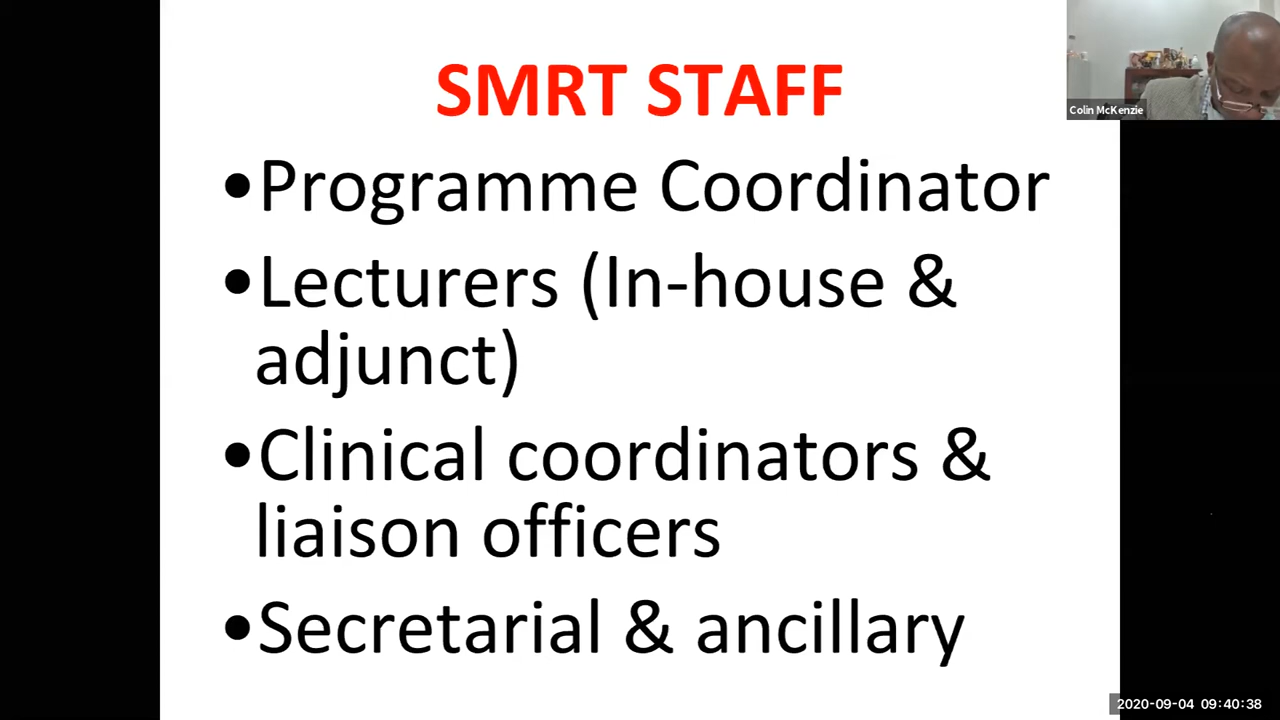 SMRT STAFF
Colin McKenzie
•Programme Coordinator
•Lecturers (In-house &
adjunct)
•Clinical coordinators &
liaison officers
•Secretarial & ancillary
2020-09-04 09:40:38